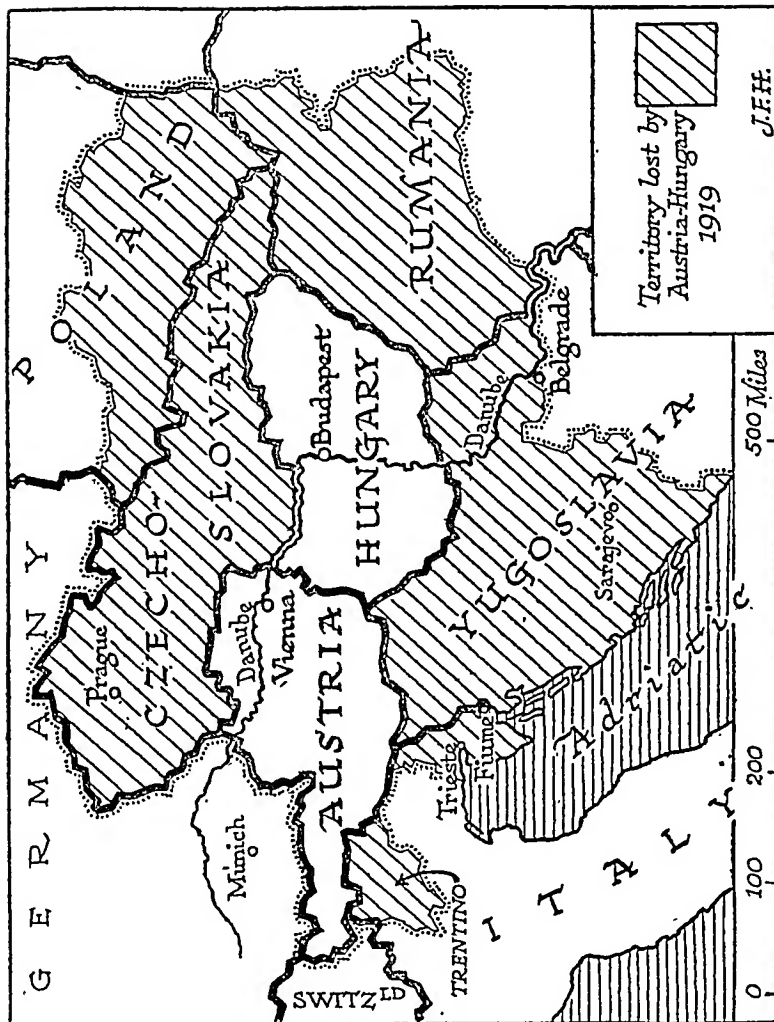 GERMANY
POLAND
Prague
CZECHO-
SLOVAKIA
Munich
Danube
Vienna
AUSTRIA
Budapest
HUNGARY
RUMANIA
SWITZLD
TRENTINO
Trieste
Fiume
YUGOSLAVIA
Danube
Belgrade
Sarajevo
ITALY
Adriatic
0 100 200 500 Miles
Territory lost by
Austria-Hungary
1919
J.F.H.